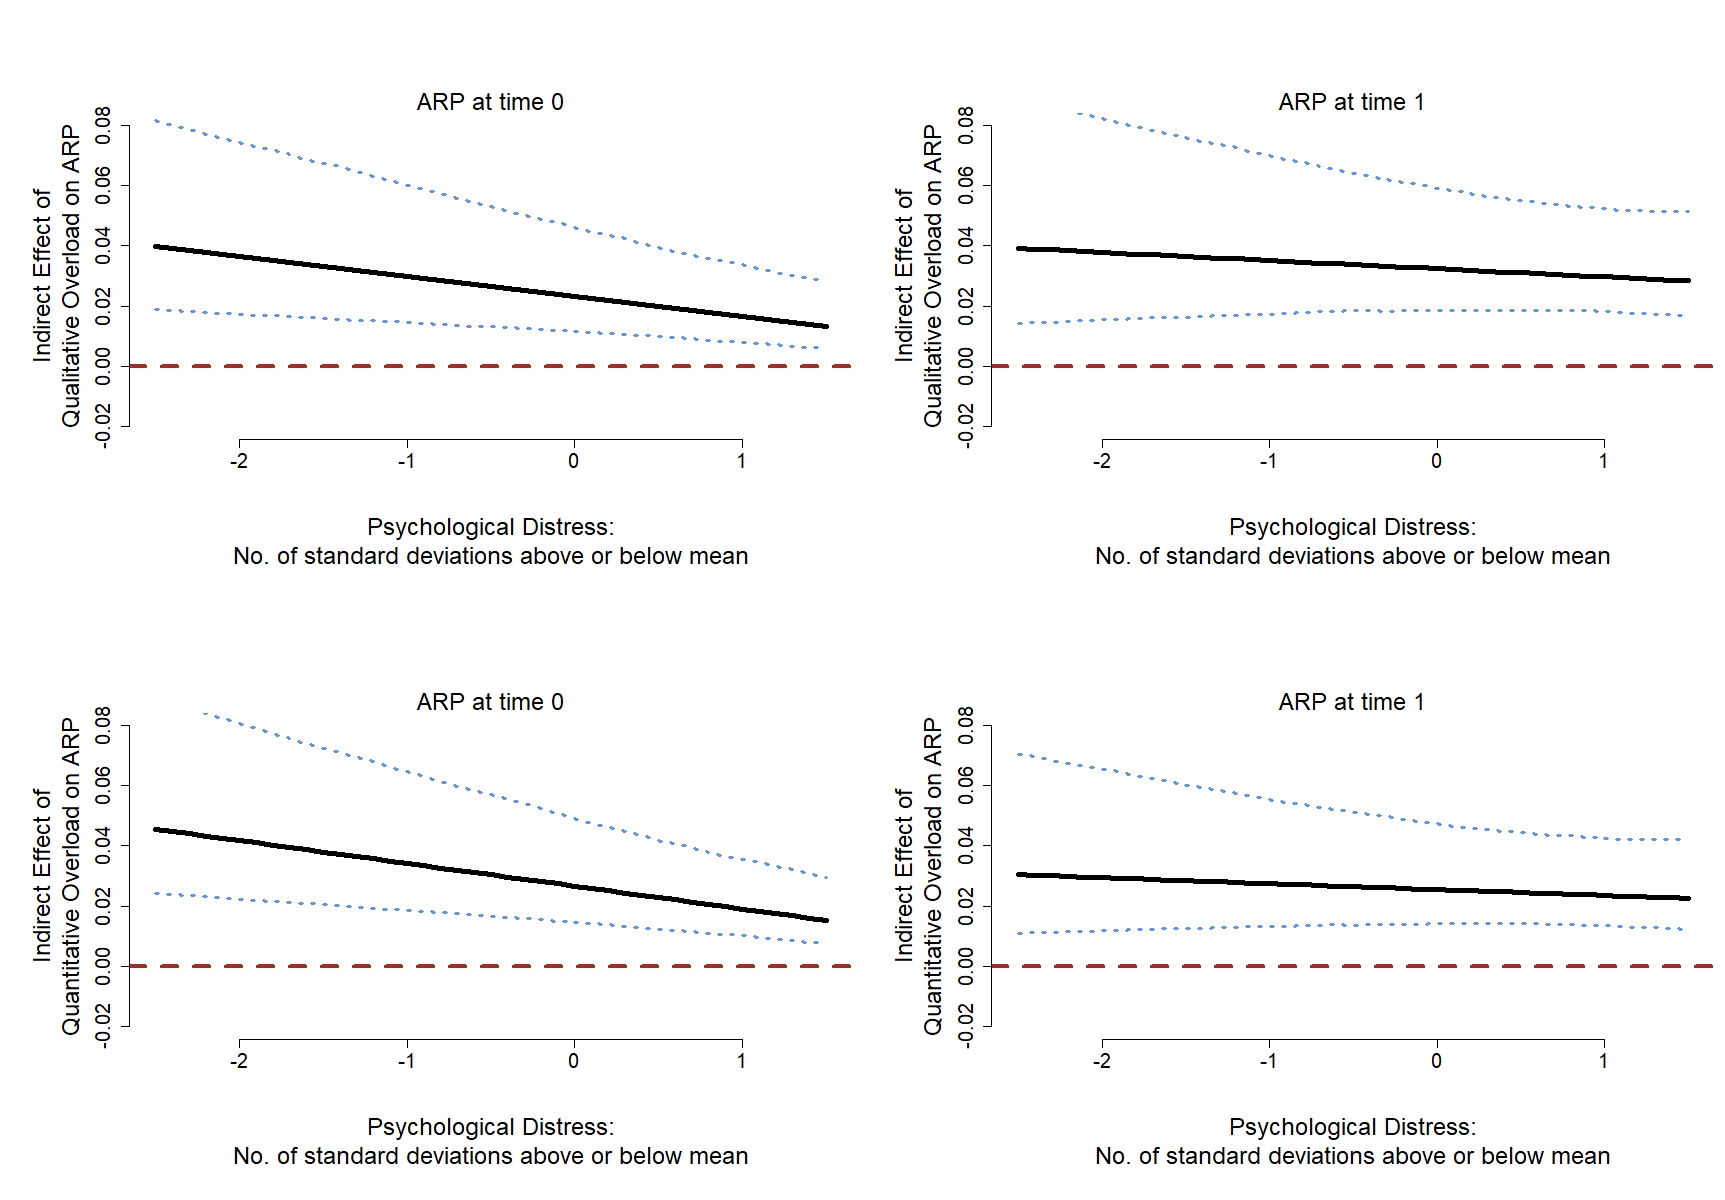 ARP at time 0
Indirect Effect of
Qualitative Overload on ARP
0.08
0.06
0.04
0.02
0.00
-0.02
-2 -1 0 1
Psychological Distress:
No. of standard deviations above or below mean
ARP at time 1
Indirect Effect of
Qualitative Overload on ARP
0.08
0.06
0.04
0.02
0.00
-0.02
-2 -1 0 1
Psychological Distress:
No. of standard deviations above or below mean
ARP at time 0
Indirect Effect of
Quantitative Overload on ARP
0.08
0.06
0.04
0.02
0.00
-0.02
-2 -1 0 1
Psychological Distress:
No. of standard deviations above or below mean
ARP at time 1
Indirect Effect of
Quantitative Overload on ARP
0.08
0.06
0.04
0.02
0.00
-0.02
-2 -1 0 1
Psychological Distress:
No. of standard deviations above or below mean